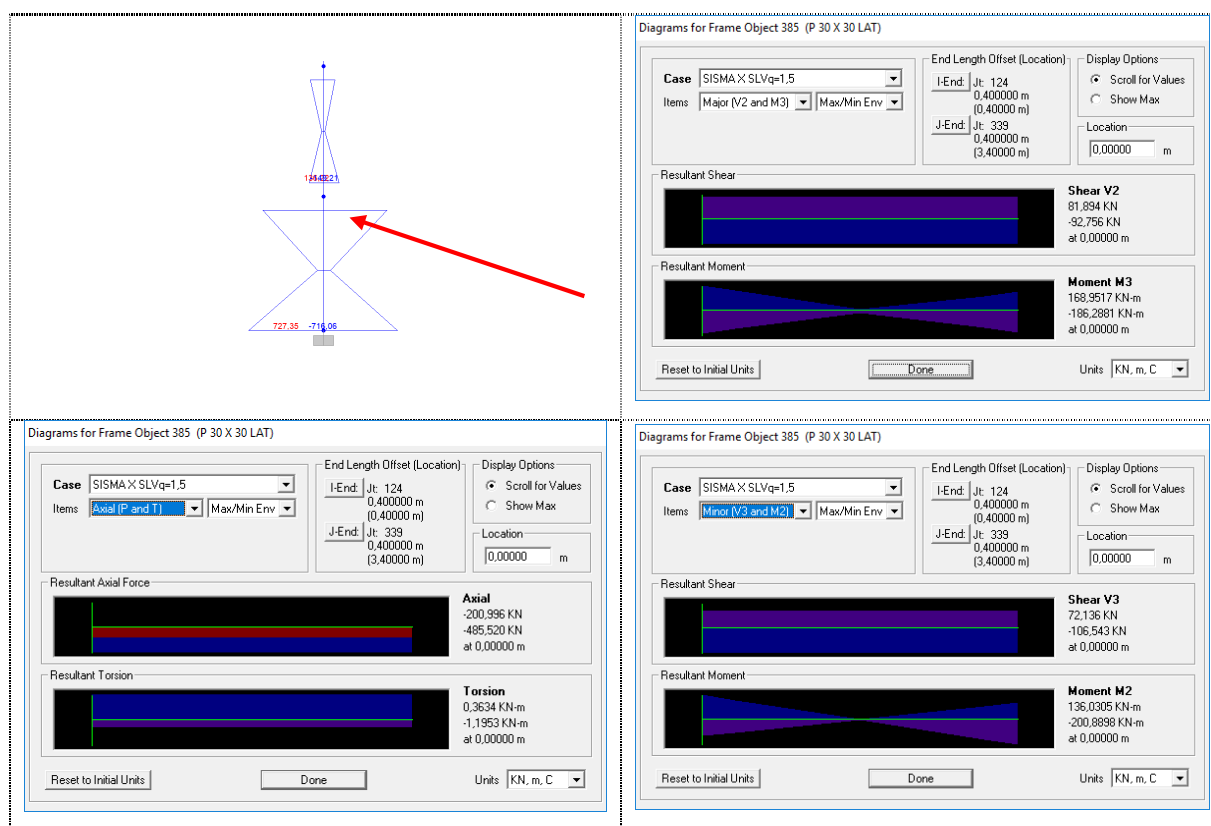 134.22 -149.21
727.35 -716.06
Diagrams for Frame Object 385 (P 30 X 30 LAT)
Case SISMA X SLVq=1,5
Items Major (V2 and M3) Max/Min Env
End Length Offset (Location)
I-End: Jt: 124
0,400000 m
(0,40000 m)
J-End: Jt: 339
0,400000 m
(3,40000 m)
Display Options
Scroll for Values
Show Max
Location
0,00000 m
Resultant Shear
Shear V2
81,894 KN
-92,756 KN
at 0,00000 m
Resultant Moment
Moment M3
168,9517 KN-m
-186,2881 KN-m
at 0,00000 m
Reset to Initial Units Done Units KN, m, C
Diagrams for Frame Object 385 (P 30 X 30 LAT)
Case SISMA X SLVq=1,5
Items Axial (P and T) Max/Min Env
End Length Offset (Location)
I-End: Jt: 124
0,400000 m
(0,40000 m)
J-End: Jt: 339
0,400000 m
(3,40000 m)
Display Options
Scroll for Values
Show Max
Location
0,00000 m
Resultant Axial Force
Axial
-200,996 KN
-485,520 KN
at 0,00000 m
Resultant Torsion
Torsion
0,3634 KN-m
-1,1953 KN-m
at 0,00000 m
Reset to Initial Units Done Units KN, m, C
Diagrams for Frame Object 385 (P 30 X 30 LAT)
Case SISMA X SLVq=1,5
Items Minor (V3 and M2) Max/Min Env
End Length Offset (Location)
I-End: Jt: 124
0,400000 m
(0,40000 m)
J-End: Jt: 339
0,400000 m
(3,40000 m)
Display Options
Scroll for Values
Show Max
Location
0,00000 m
Resultant Shear
Shear V3
72,136 KN
-106,543 KN
at 0,00000 m
Resultant Moment
Moment M2
136,0305 KN-m
-200,8898 KN-m
at 0,00000 m
Reset to Initial Units Done Units KN, m, C